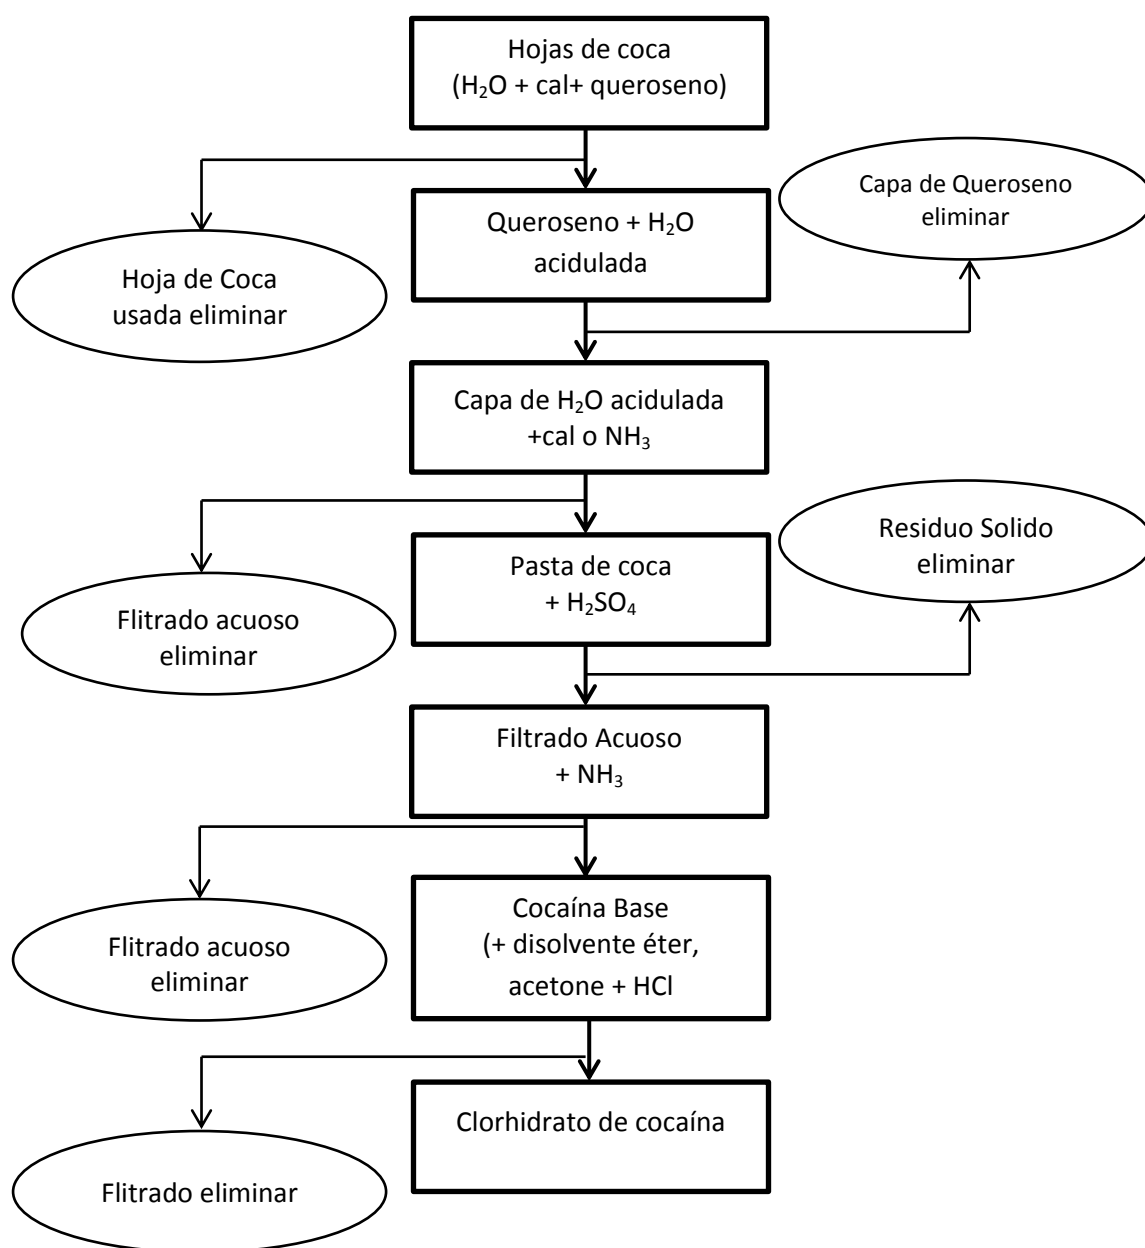 Hojas de coca
(H₂O + cal+ queroseno)
Capa de Queroseno
eliminar
Queroseno + H₂O
acidulada
Hoja de Coca
usada eliminar
Capa de H₂O acidulada
+cal o NH₃
Residuo Solido
eliminar
Pasta de coca
+ H₂SO₄
Flitrado acuoso
eliminar
Filtrado Acuoso
+ NH₃
Cocaína Base
(+ disolvente éter,
acetone + HCl
Flitrado acuoso
eliminar
Clorhidrato de cocaína
Flitrado eliminar